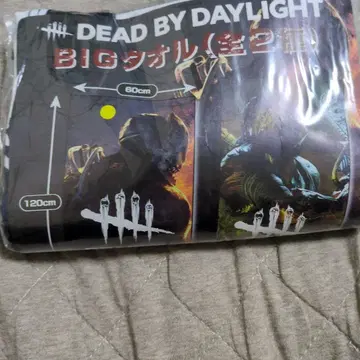 DEAD BY DAYLIGHT
BIGタオル(全2種)
60cm
120cm